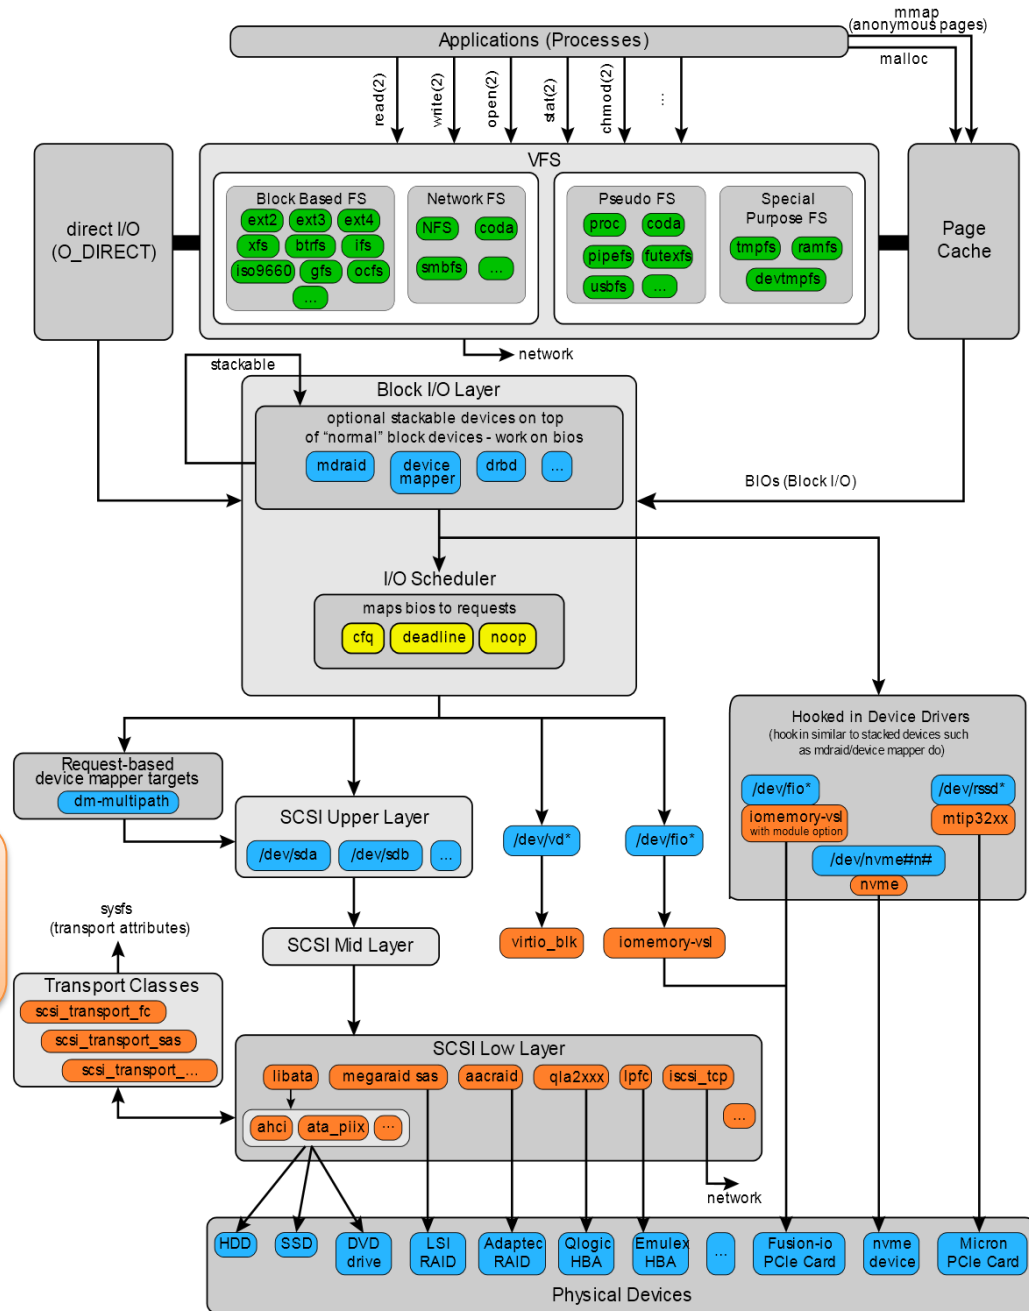 mmap
(anonymous pages)
Applications (Processes)
malloc
read(2)
write(2)
open(2)
stat(2)
chmod(2)
...
VFS
direct I/O
(O_DIRECT)
Block Based FS
ext2 ext3 ext4
xfs btrfs ifs
iso9660 gfs ocfs
...
Network FS
NFS coda
smbfs ...
Pseudo FS
proc coda
pipefs futexfs
usbfs ...
Special
Purpose FS
tmpfs ramfs
devtmpfs
Page
Cache
network
stackable
Block I/O Layer
optional stackable devices on top
of “normal” block devices - work on bios
mdraid device mapper drbd ...
BIOs (Block I/O)
I/O Scheduler
maps bios to requests
cfq deadline noop
Hooked in Device Drivers
(hook in similar to stacked devices such
as mdraid/device mapper do)
/dev/fio* /dev/rssd*
iomemory-vsl mtip32xx
with module option
/dev/nvme#n#
nvme
Request-based
device mapper targets
dm-multipath
SCSI Upper Layer
/dev/sda /dev/sdb ...
/dev/vd* /dev/fio*
sysfs
(transport attributes)
SCSI Mid Layer
virtio_blk iomemory-vsl
Transport Classes
scsi_transport_fc
scsi_transport_sas
scsi_transport_...
SCSI Low Layer
libata megaraid sas aacraid qla2xxx lpfc iscsi_tcp
...
ahci ata_piix ...
network
HDD SSD DVD drive LSI RAID Adaptec RAID Qlogic HBA Emulex HBA ... Fusion-io PCIe Card nvme device Micron PCIe Card
Physical Devices